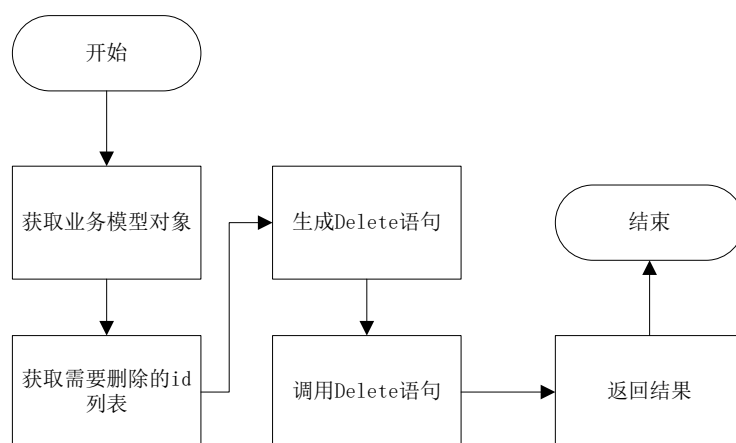 开始
获取业务模型对象
获取需要删除的id
列表
生成Delete语句
调用Delete语句
返回结果
结束